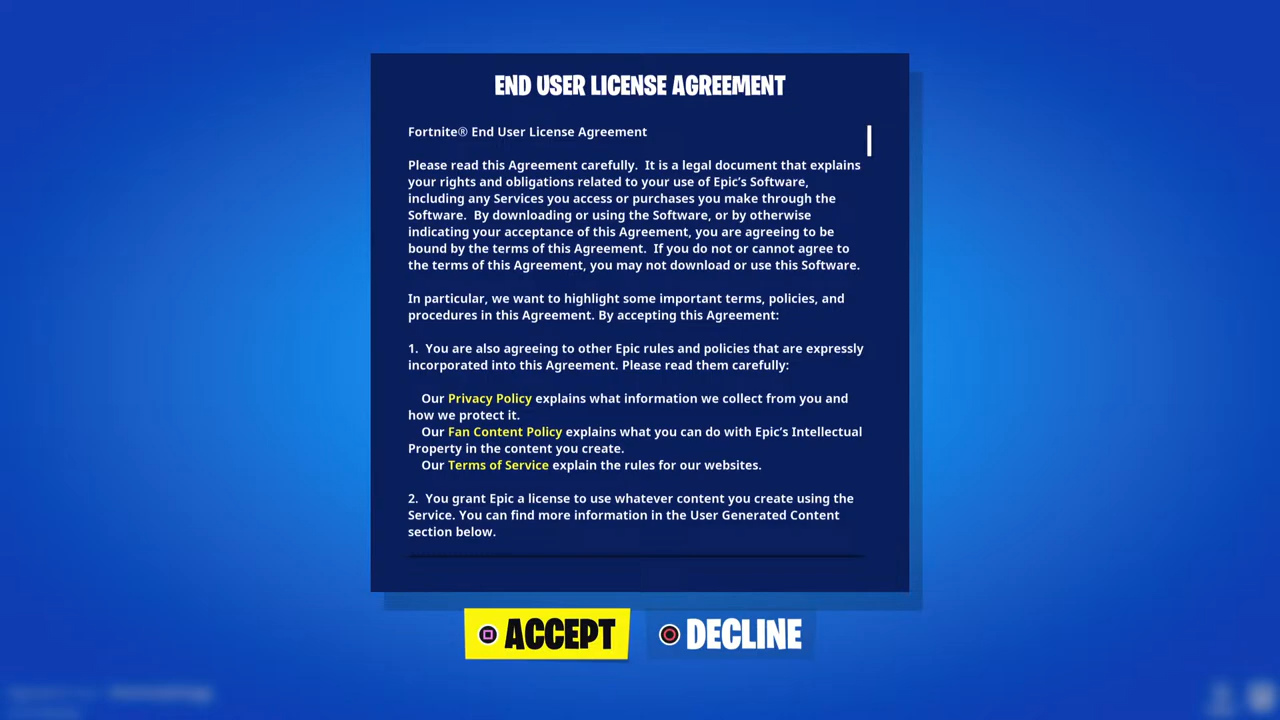 END USER LICENSE AGREEMENT
Fortnite® End User License Agreement
Please read this Agreement carefully.  It is a legal document that explains
your rights and obligations related to your use of Epic's Software,
including any Services you access or purchases you make through the
Software.  By downloading or using the Software, or by otherwise
indicating your acceptance of this Agreement, you are agreeing to be
bound by the terms of this Agreement.  If you do not or cannot agree to
the terms of this Agreement, you may not download or use this Software.
In particular, we want to highlight some important terms, policies, and
procedures in this Agreement. By accepting this Agreement:
1.  You are also agreeing to other Epic rules and policies that are expressly
incorporated into this Agreement. Please read them carefully:
Our Privacy Policy explains what information we collect from you and
how we protect it.
Our Fan Content Policy explains what you can do with Epic's Intellectual
Property in the content you create.
Our Terms of Service explain the rules for our websites.
2.  You grant Epic a license to use whatever content you create using the
Service. You can find more information in the User Generated Content
section below.
ACCEPT DECLINE